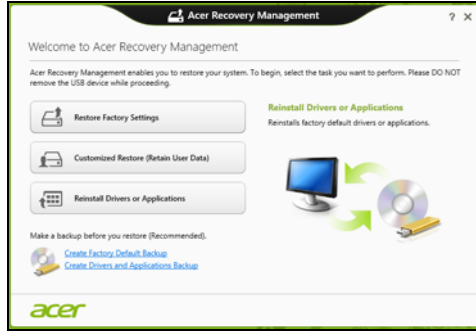 Acer Recovery Management
? X
Welcome to Acer Recovery Management
Acer Recovery Management enables you to restore your system. To begin, select the task you want to perform. Please DO NOT
remove the USB device while proceeding.
Restore Factory Settings
Customized Restore (Retain User Data)
Reinstall Drivers or Applications
Reinstall Drivers or Applications
Reinstalls factory default drivers or applications.
Make a backup before you restore (Recommended).
Create Factory Default Backup
Create Drivers and Applications Backup
acer